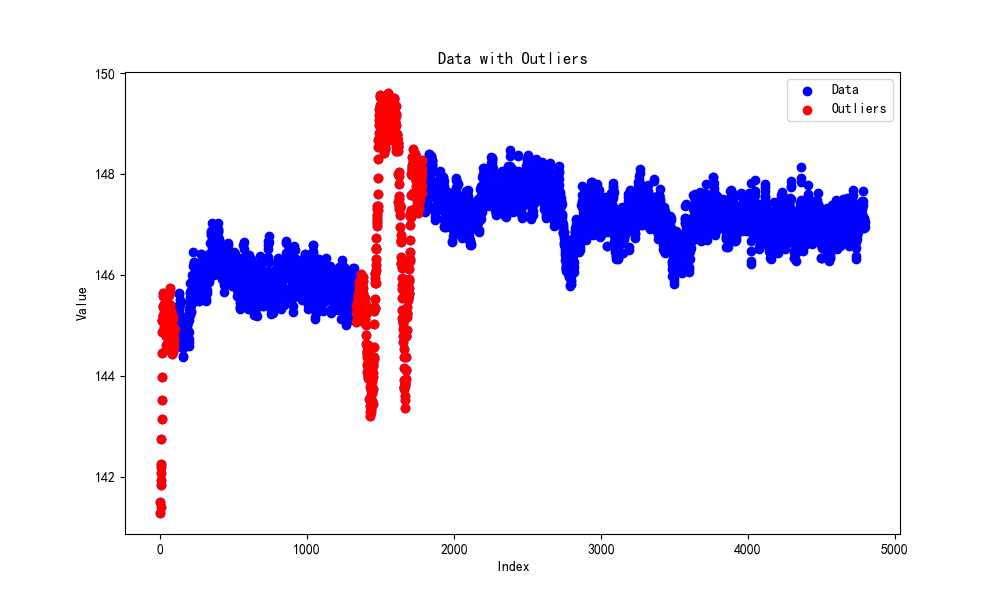 Data with Outliers
Data
Outliers
150
148
146
144
142
Value
0
1000
2000
3000
4000
5000
Index